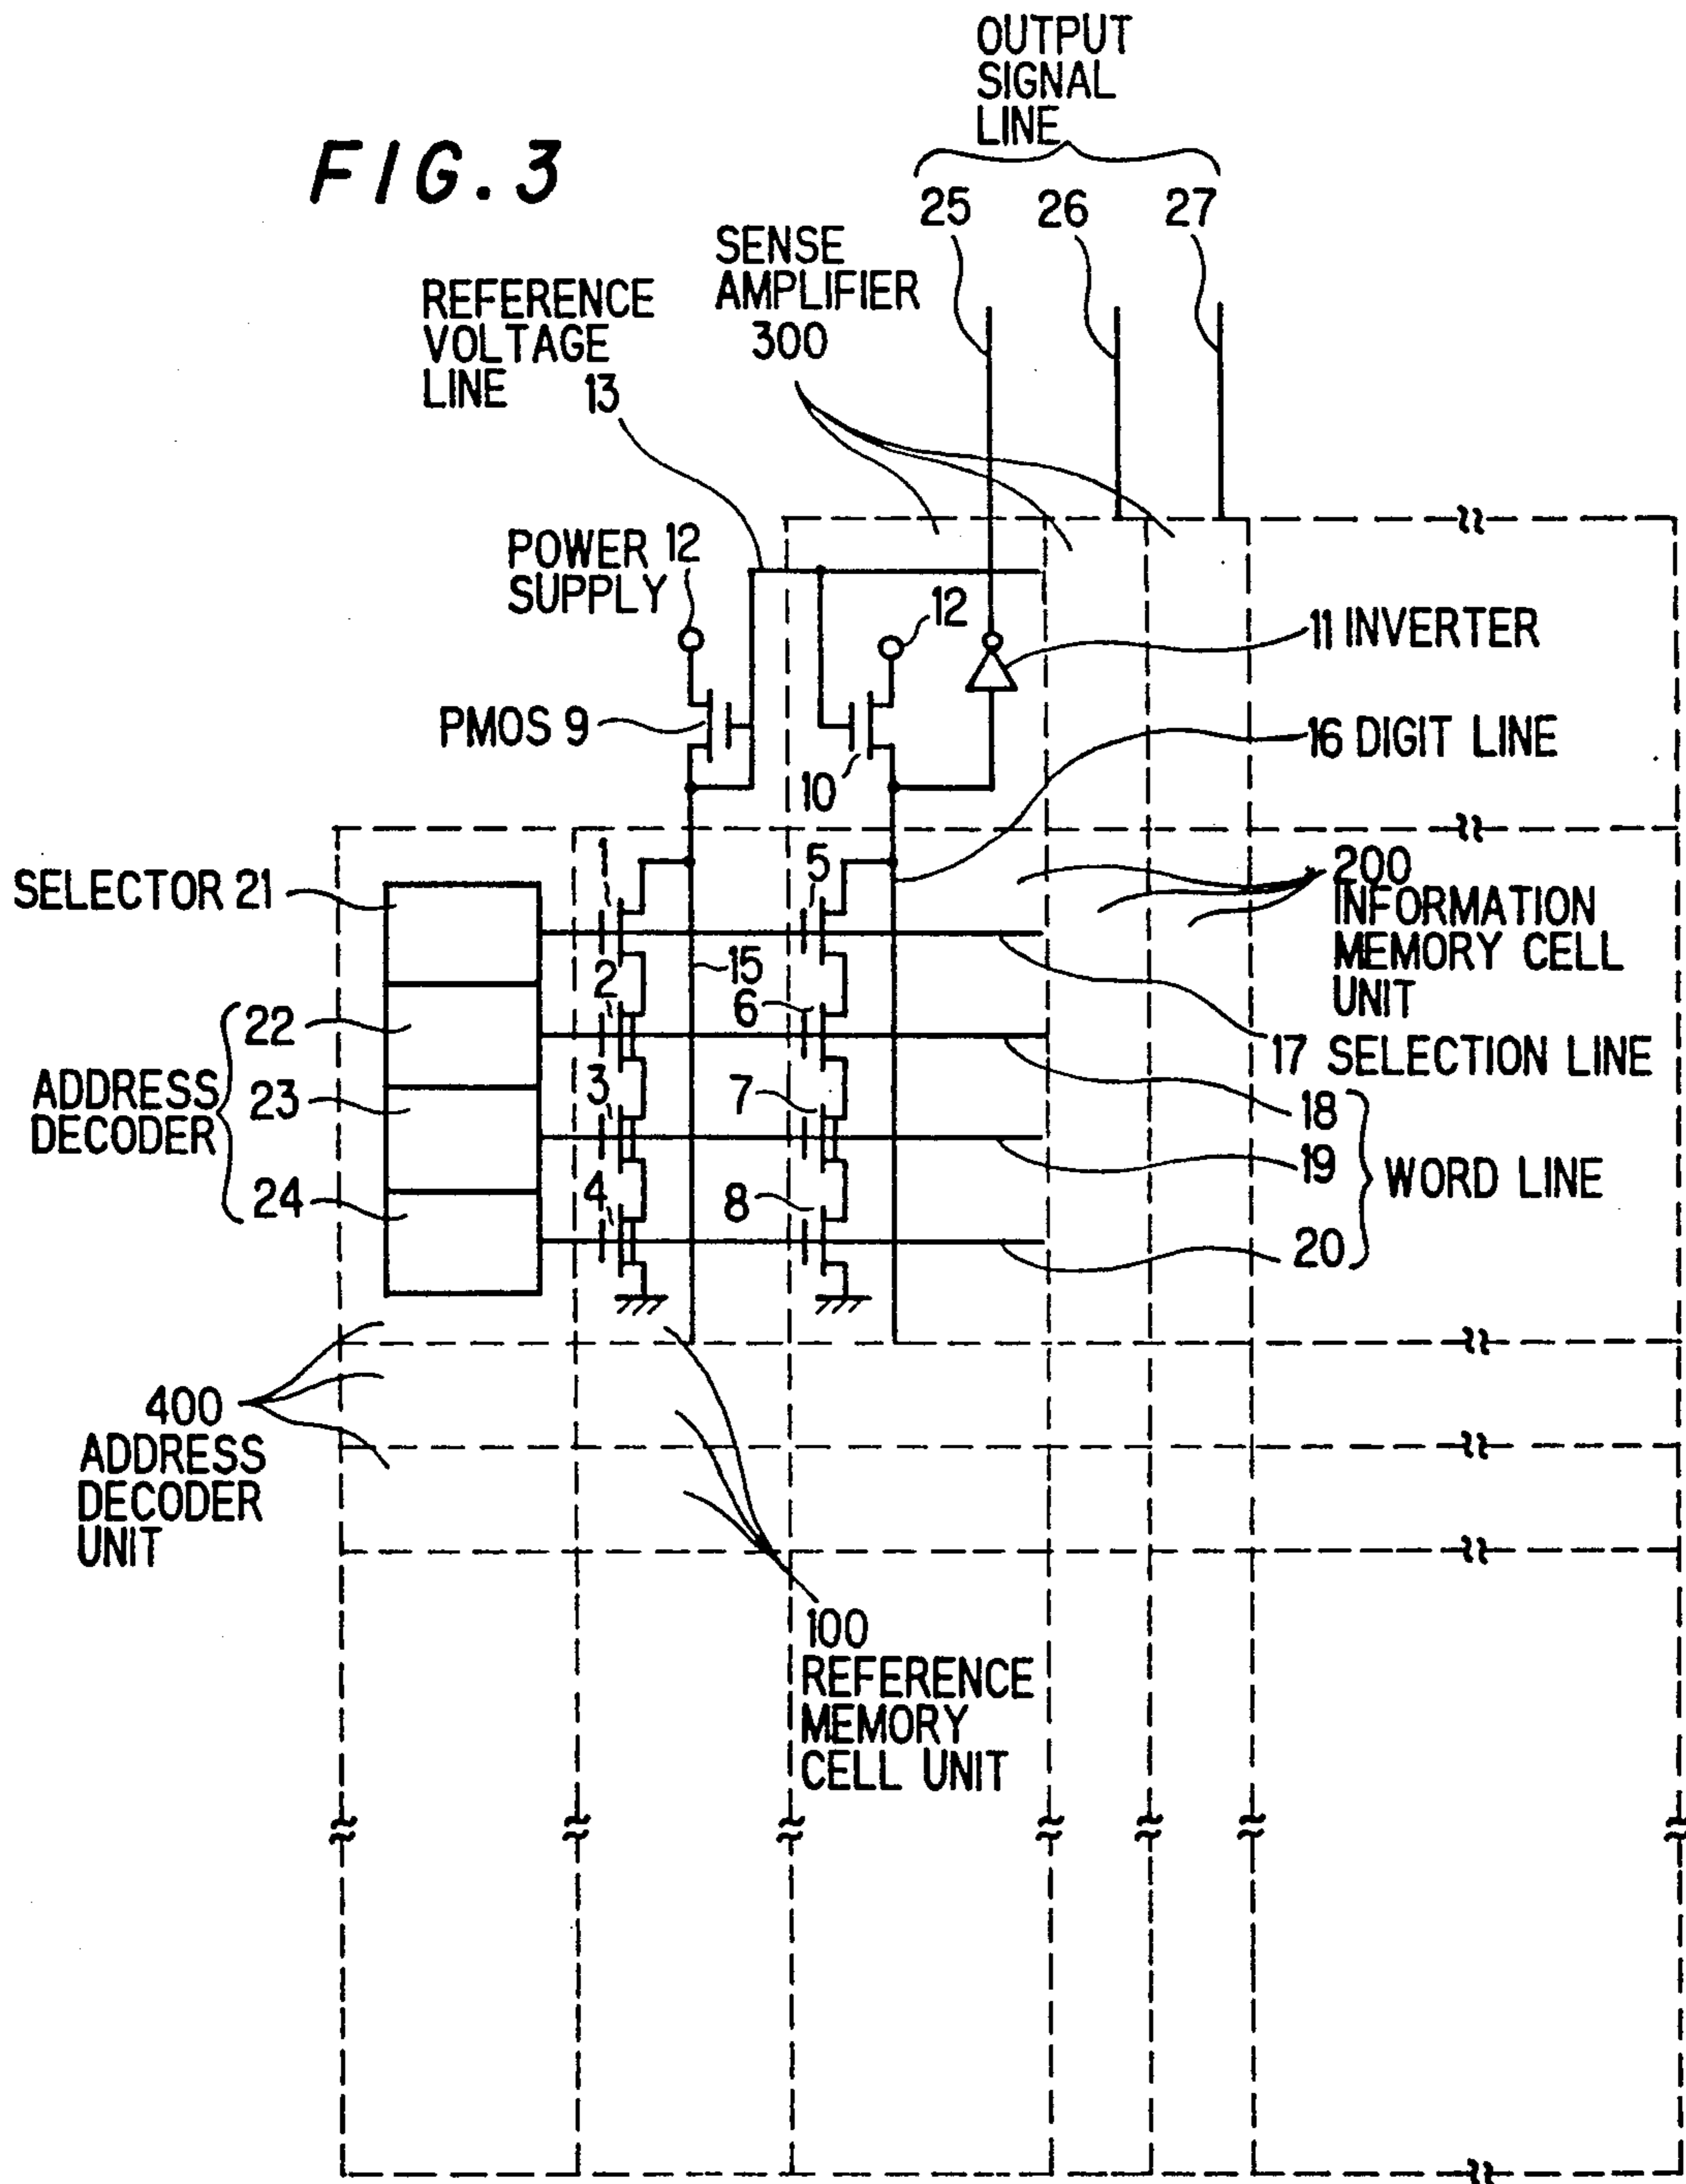 FIG. 3
OUTPUT
SIGNAL
LINE
25
26
27
SENSE
AMPLIFIER
300
REFERENCE
VOLTAGE
LINE 13
POWER 12
SUPPLY
12
11 INVERTER
PMOS 9
10
16 DIGIT LINE
SELECTOR 21
1
5
200
INFORMATION
MEMORY CELL
UNIT
15
2
6
17 SELECTION LINE
ADDRESS
DECODER
22
23
24
3
7
18
19
20
WORD LINE
4
8
400
ADDRESS
DECODER
UNIT
100
REFERENCE
MEMORY
CELL UNIT